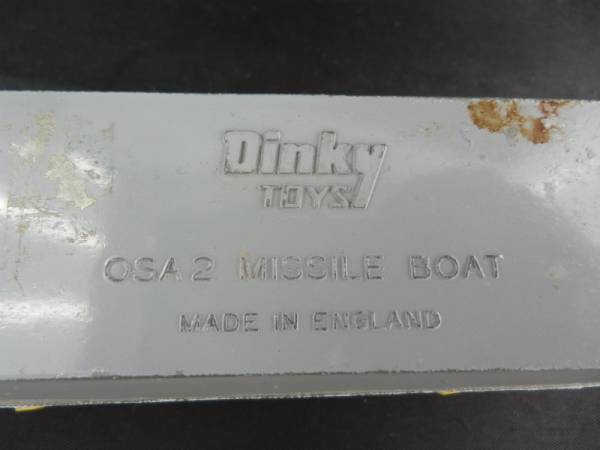 Dinky
TOYS
OSA 2 MISSILE BOAT
MADE IN ENGLAND